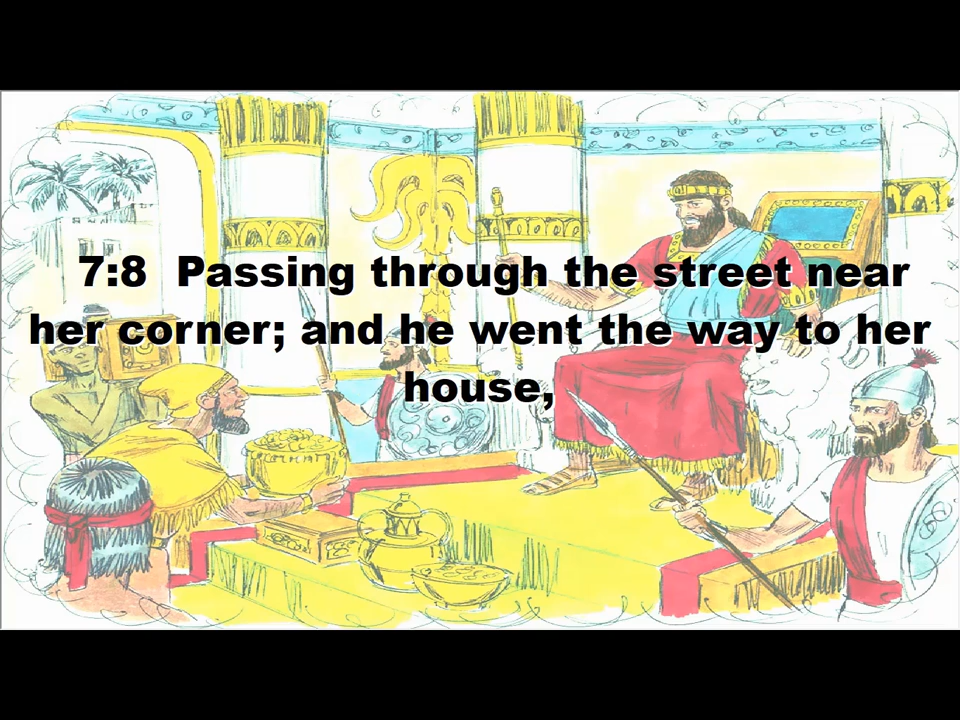 7:8  Passing through the street near
her corner; and he went the way to her
house,